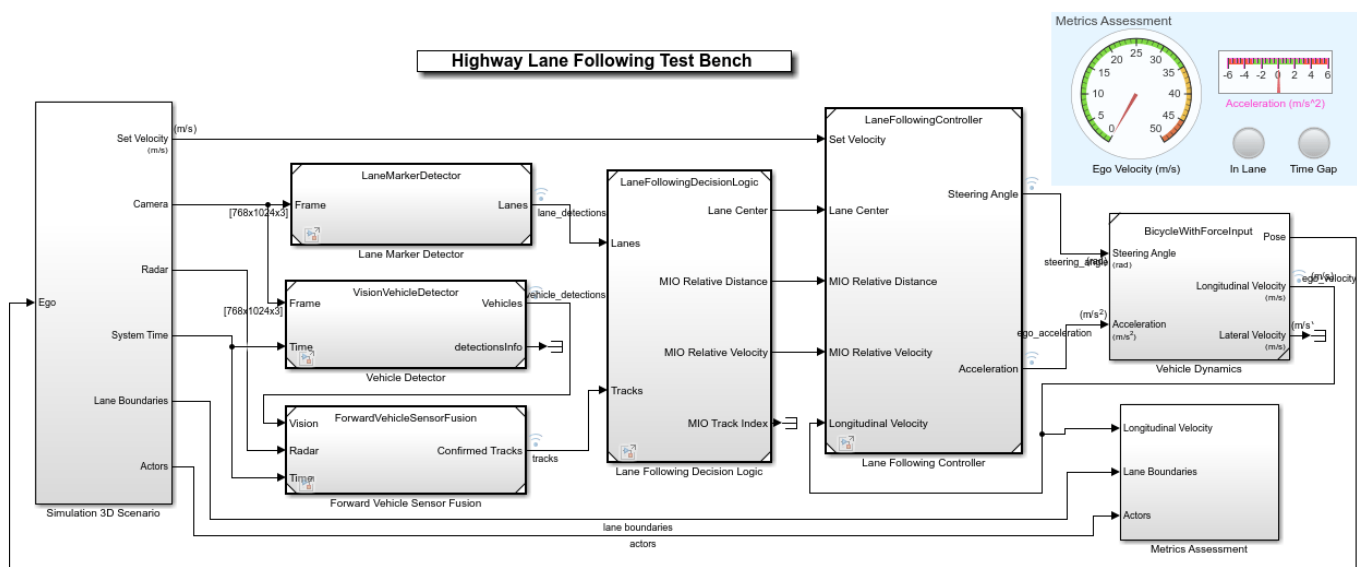 Metrics Assessment
Highway Lane Following Test Bench
0
5
10
15
20
25
30
35
40
45
50
Ego Velocity (m/s)
-6 -4 -2 0 2 4 6
Acceleration (m/s^2)
In Lane
Time Gap
Ego
Set Velocity
(m/s)
Camera
Radar
System Time
Lane Boundaries
Actors
Simulation 3D Scenario
(m/s)
[768x1024x3]
[768x1024x3]
LaneMarkerDetector
Frame
Lanes
Lane Marker Detector
lane_detections
VisionVehicleDetector
Frame
Vehicles
Time
detectionsInfo
Vehicle Detector
vehicle_detections
ForwardVehicleSensorFusion
Vision
Radar
Confirmed Tracks
Time
Forward Vehicle Sensor Fusion
tracks
LaneFollowingDecisionLogic
Lane Center
Lanes
MIO Relative Distance
MIO Relative Velocity
Tracks
MIO Track Index
Lane Following Decision Logic
LaneFollowingController
Set Velocity
Steering Angle
Lane Center
MIO Relative Distance
MIO Relative Velocity
Acceleration
Longitudinal Velocity
Lane Following Controller
steering_angle
(rad)
(m/s²)
ego_acceleration
BicycleWithForceInput
Pose
Steering Angle
(rad)
Longitudinal Velocity
(m/s)
Acceleration
(m/s²)
Lateral Velocity
(m/s)
Vehicle Dynamics
(m/s)
ego_velocity
(m/s
Longitudinal Velocity
Lane Boundaries
Actors
Metrics Assessment
lane boundaries
actors